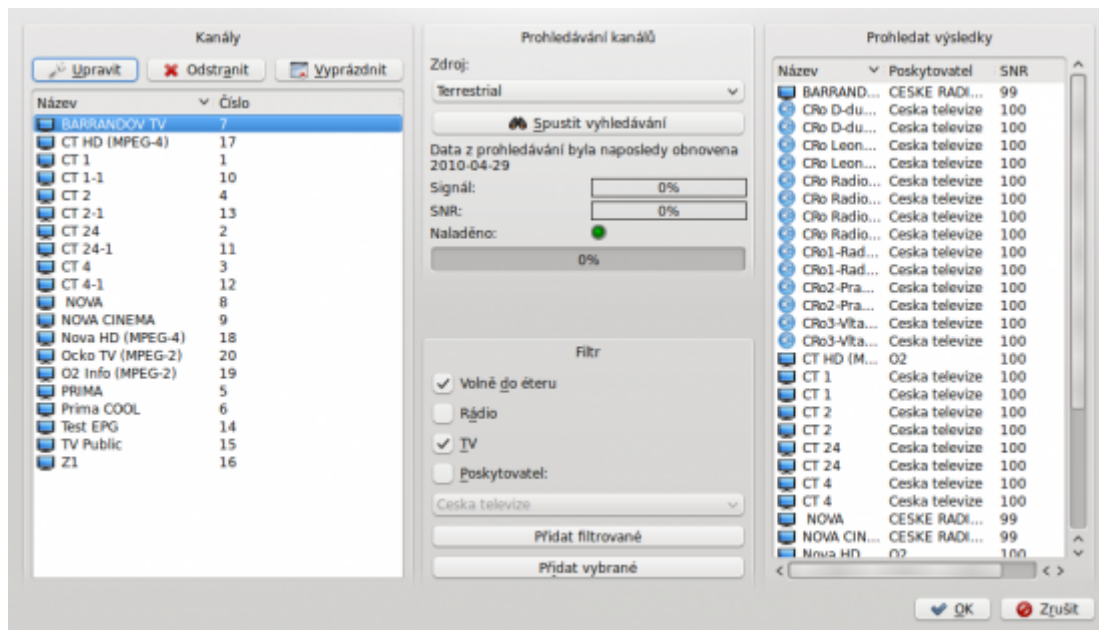 Kanály
Upravit Odstranit Vyprázdnit
Název Číslo
BARRANDOV TV 7
CT HD (MPEG-4) 17
CT 1 1
CT 1-1 10
CT 2 4
CT 2-1 13
CT 24 2
CT 24-1 11
CT 4 3
CT 4-1 12
NOVA 8
NOVA CINEMA 9
Nova HD (MPEG-4) 18
Ocko TV (MPEG-2) 20
O2 Info (MPEG-2) 19
PRIMA 5
Prima COOL 6
Test EPG 14
TV Public 15
Z1 16
Prohledávání kanálů
Zdroj:
Terrestrial
Spustit vyhledávání
Data z prohledávání byla naposledy obnovena
2010-04-29
Signál: 0%
SNR: 0%
Naladěno:
0%
Filtr
Volně do éteru
Rádio
TV
Poskytovatel:
Ceska televize
Přidat filtrované
Přidat vybrané
Prohledat výsledky
Název Poskytovatel SNR
BARRAND... CESKE RADI... 99
CRo D-du... Ceska televize 100
CRo D-du... Ceska televize 100
CRo Leon... Ceska televize 100
CRo Leon... Ceska televize 100
CRo Radio... Ceska televize 100
CRo Radio... Ceska televize 100
CRo Radio... Ceska televize 100
CRo Radio... Ceska televize 100
CRo1-Rad... Ceska televize 100
CRo1-Rad... Ceska televize 100
CRo2-Pra... Ceska televize 100
CRo2-Pra... Ceska televize 100
CRo3-Vlta... Ceska televize 100
CRo3-Vlta... Ceska televize 100
CT HD (M... O2 100
CT 1 Ceska televize 100
CT 1 Ceska televize 100
CT 2 Ceska televize 100
CT 2 Ceska televize 100
CT 24 Ceska televize 100
CT 24 Ceska televize 100
CT 4 Ceska televize 100
CT 4 Ceska televize 100
NOVA CESKE RADI... 99
NOVA CIN... CESKE RADI... 99
Nova HD O2 100
OK Zrušit